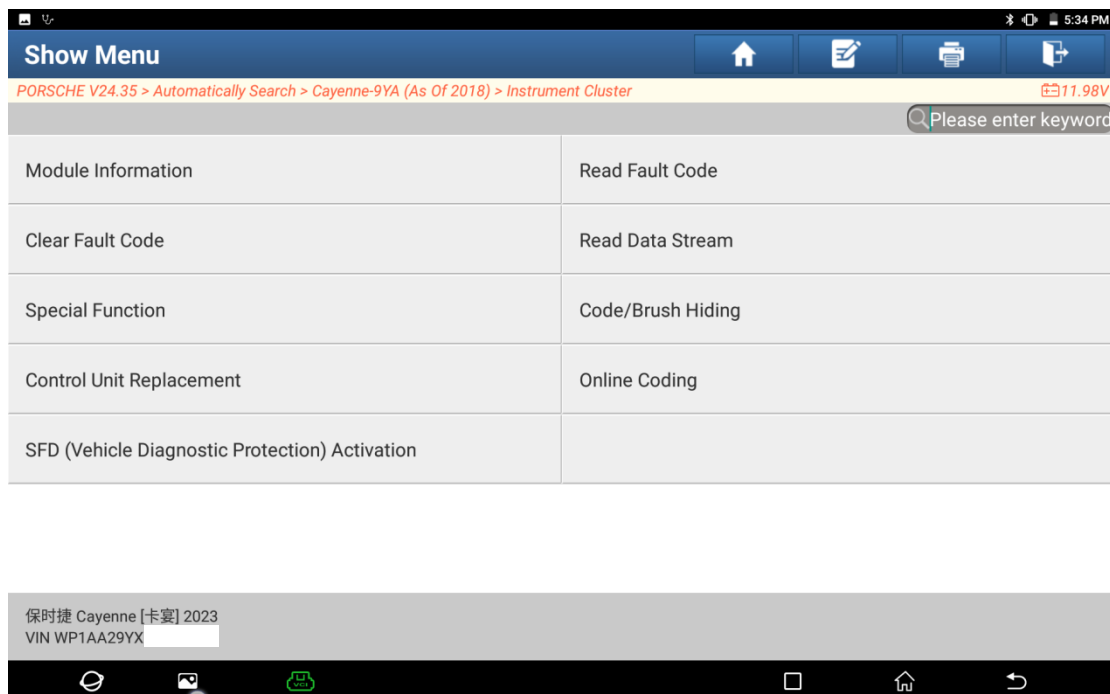 5:34 PM
Show Menu
PORSCHE V24.35 > Automatically Search > Cayenne-9YA (As Of 2018) > Instrument Cluster
11.98V
Please enter keyword
Module Information
Read Fault Code
Clear Fault Code
Read Data Stream
Special Function
Code/Brush Hiding
Control Unit Replacement
Online Coding
SFD (Vehicle Diagnostic Protection) Activation
保时捷 Cayenne [卡宴] 2023
VIN WP1AA29YX
VCI